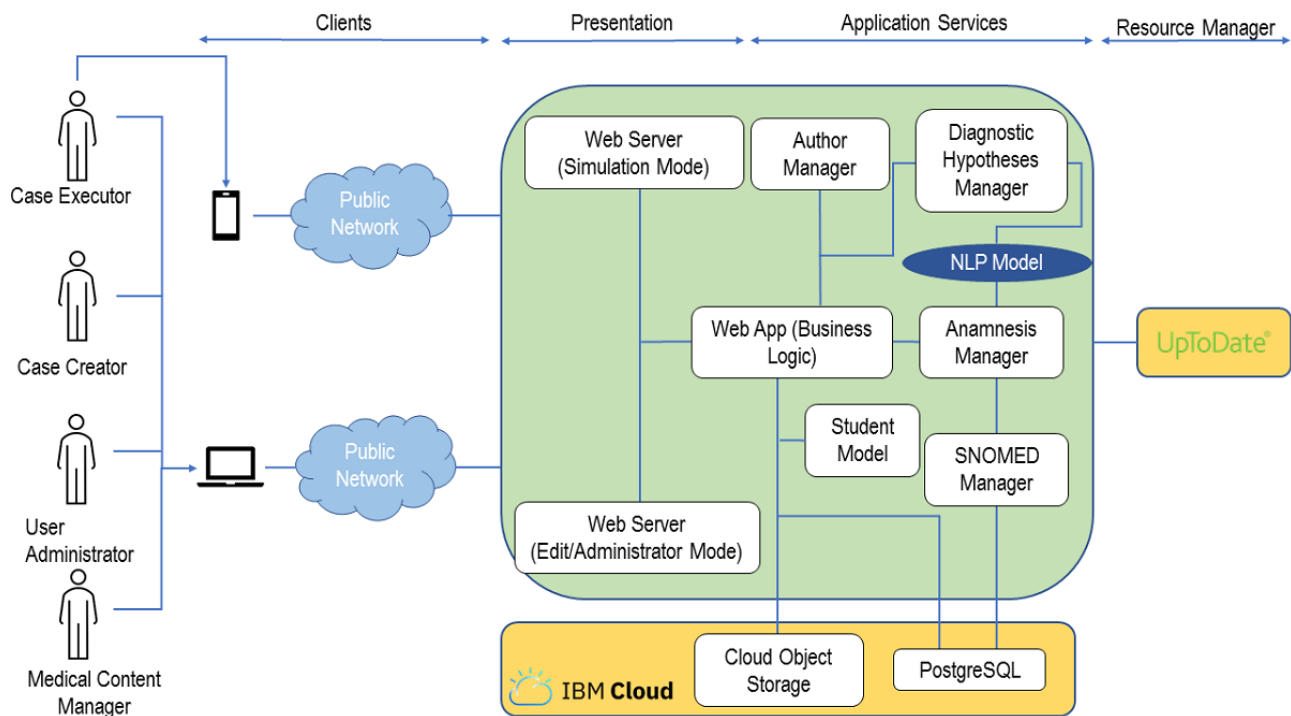 Clients
Presentation
Application Services
Resource Manager
Case Executor
Case Creator
User
Administrator
Medical Content
Manager
Public
Network
Public
Network
Web Server
(Simulation Mode)
Author
Manager
Diagnostic
Hypotheses
Manager
NLP Model
Web App (Business
Logic)
Anamnesis
Manager
Student
Model
SNOMED
Manager
Web Server
(Edit/Administrator Mode)
UpToDate®
IBM Cloud
Cloud Object
Storage
PostgreSQL